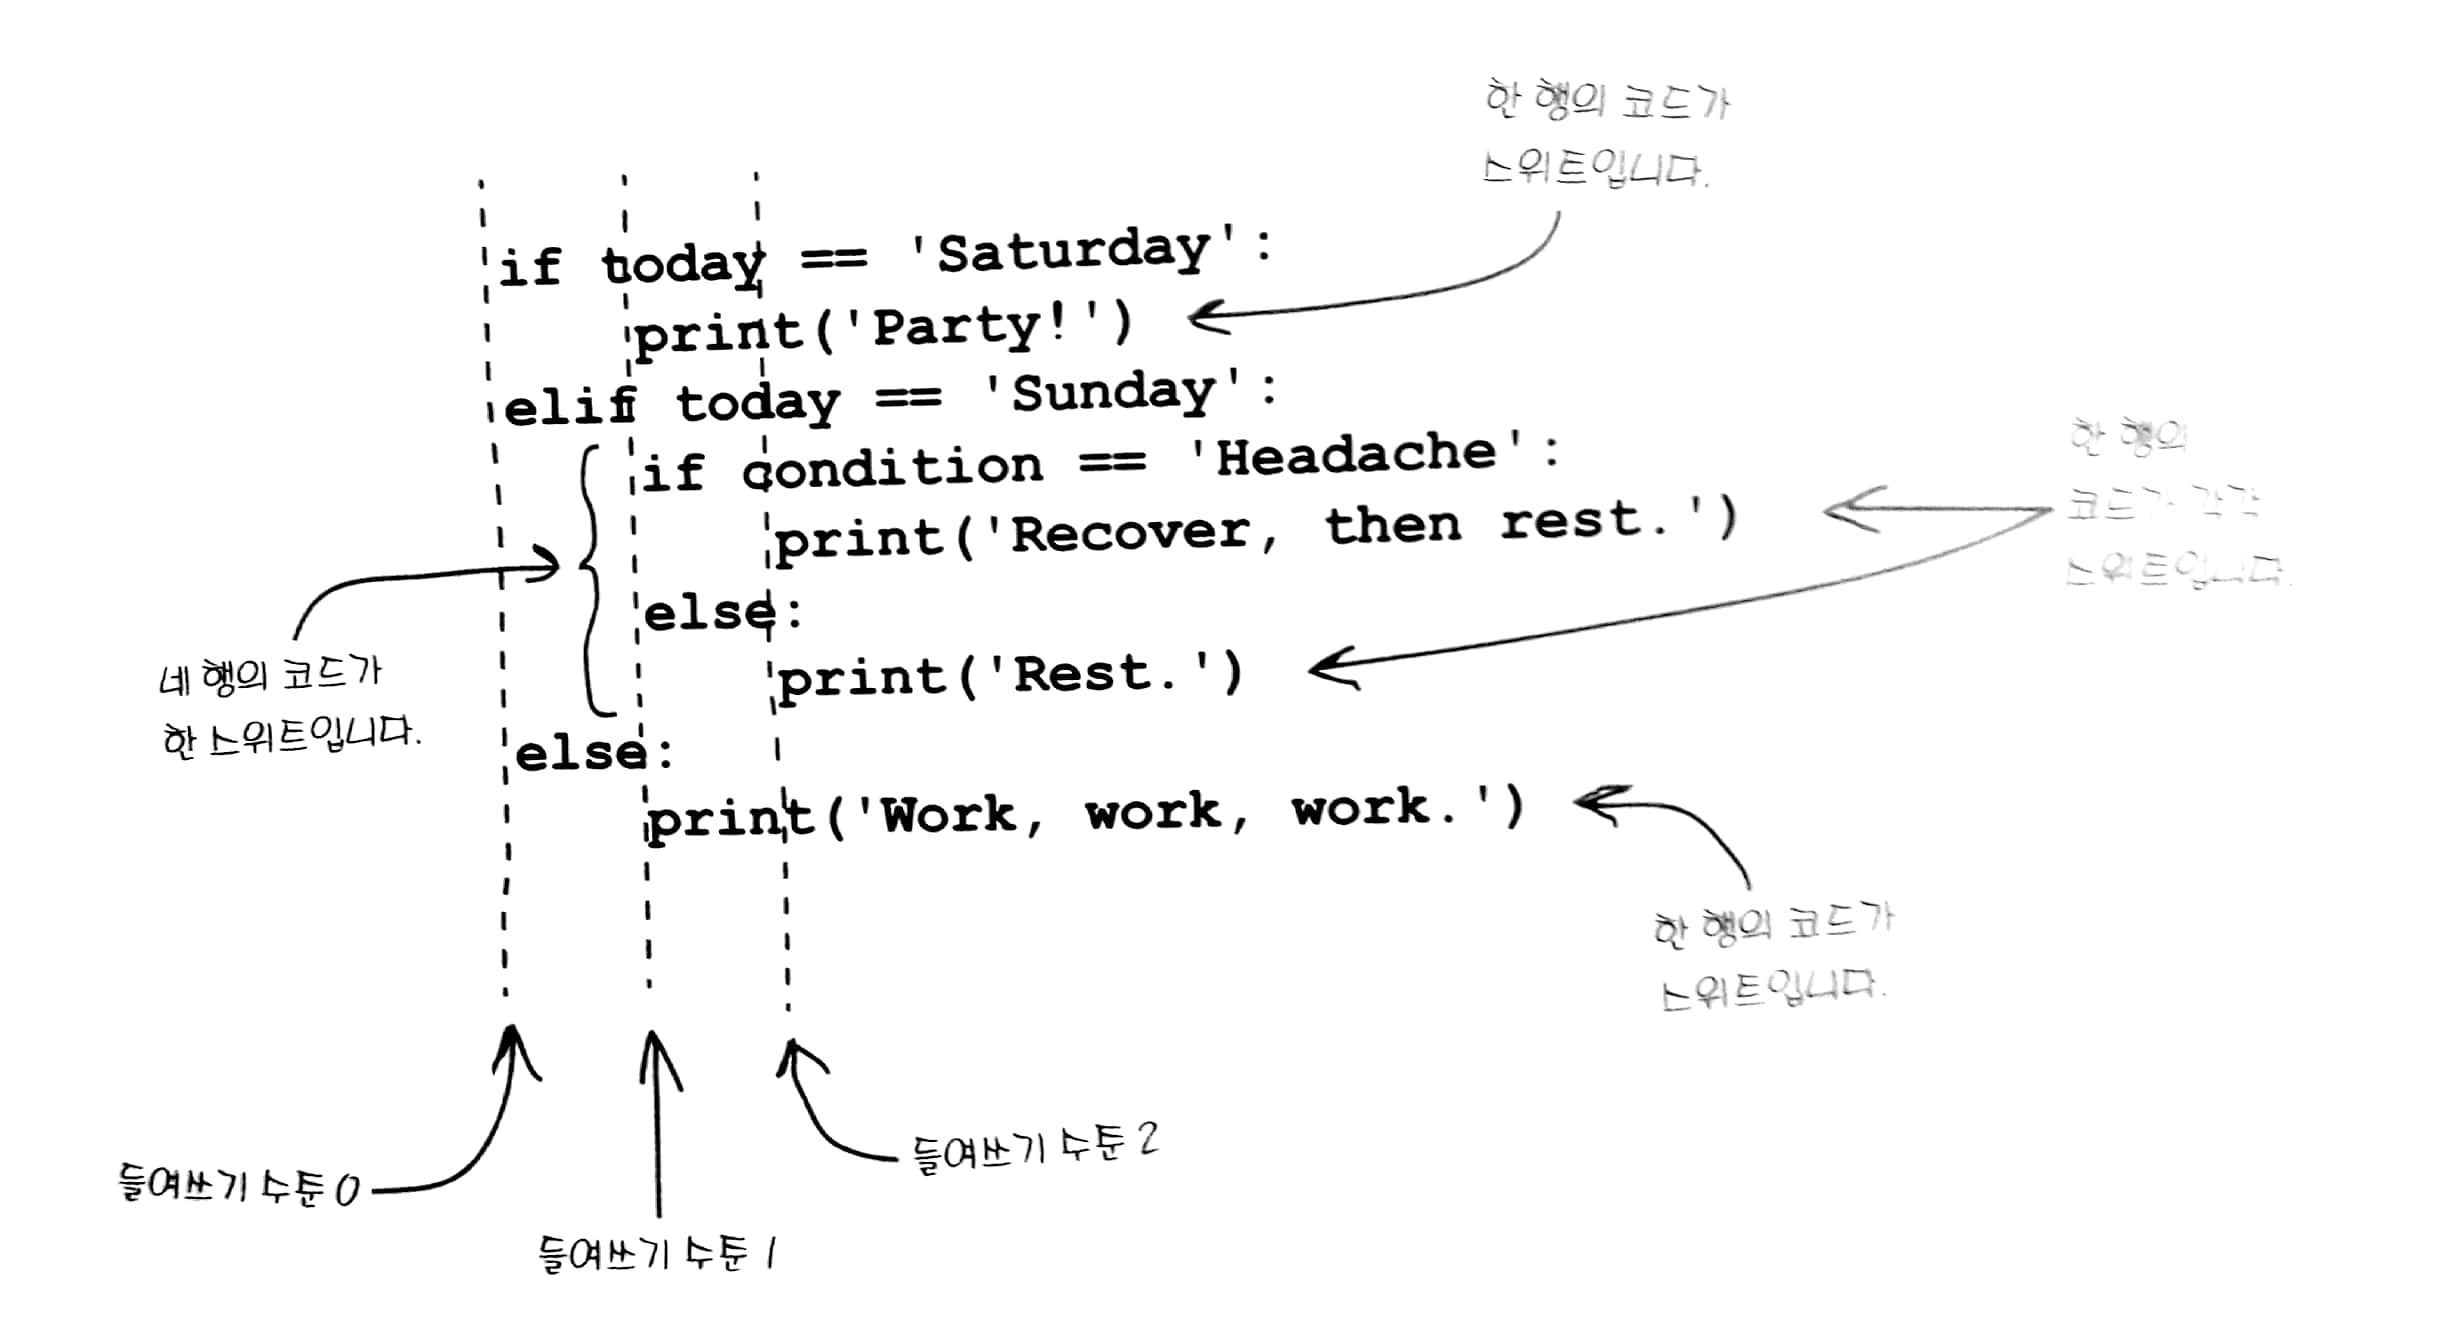 한 행의 코드가
스위트입니다.
if today == 'Saturday':
    print('Party!')
elif today == 'Sunday':
    if condition == 'Headache':
        print('Recover, then rest.')
    else:
        print('Rest.')
else:
    print('Work, work, work.')
한 행의
코드가 각각
스위트입니다.
네 행의 코드가
한 스위트입니다.
한 행의 코드가
스위트입니다.
들여쓰기 수준 0
들여쓰기 수준 2
들여쓰기 수준 1